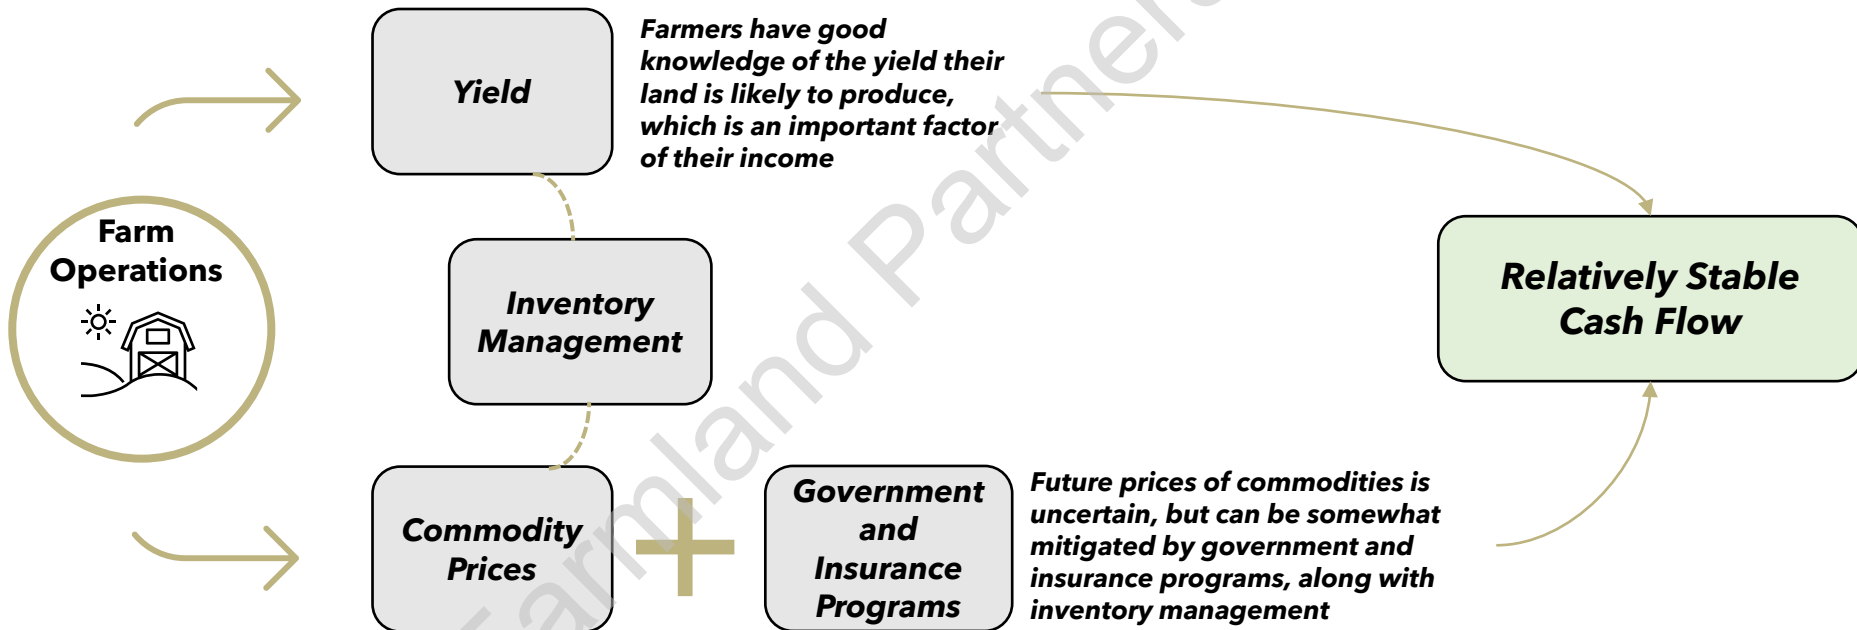 Yield
Farmers have good
knowledge of the yield their
land is likely to produce,
which is an important factor
of their income
Farm
Operations
Inventory
Management
Relatively Stable
Cash Flow
Commodity
Prices
Government
and
Insurance
Programs
Future prices of commodities is
uncertain, but can be somewhat
mitigated by government and
insurance programs, along with
inventory management
Farmland Partners